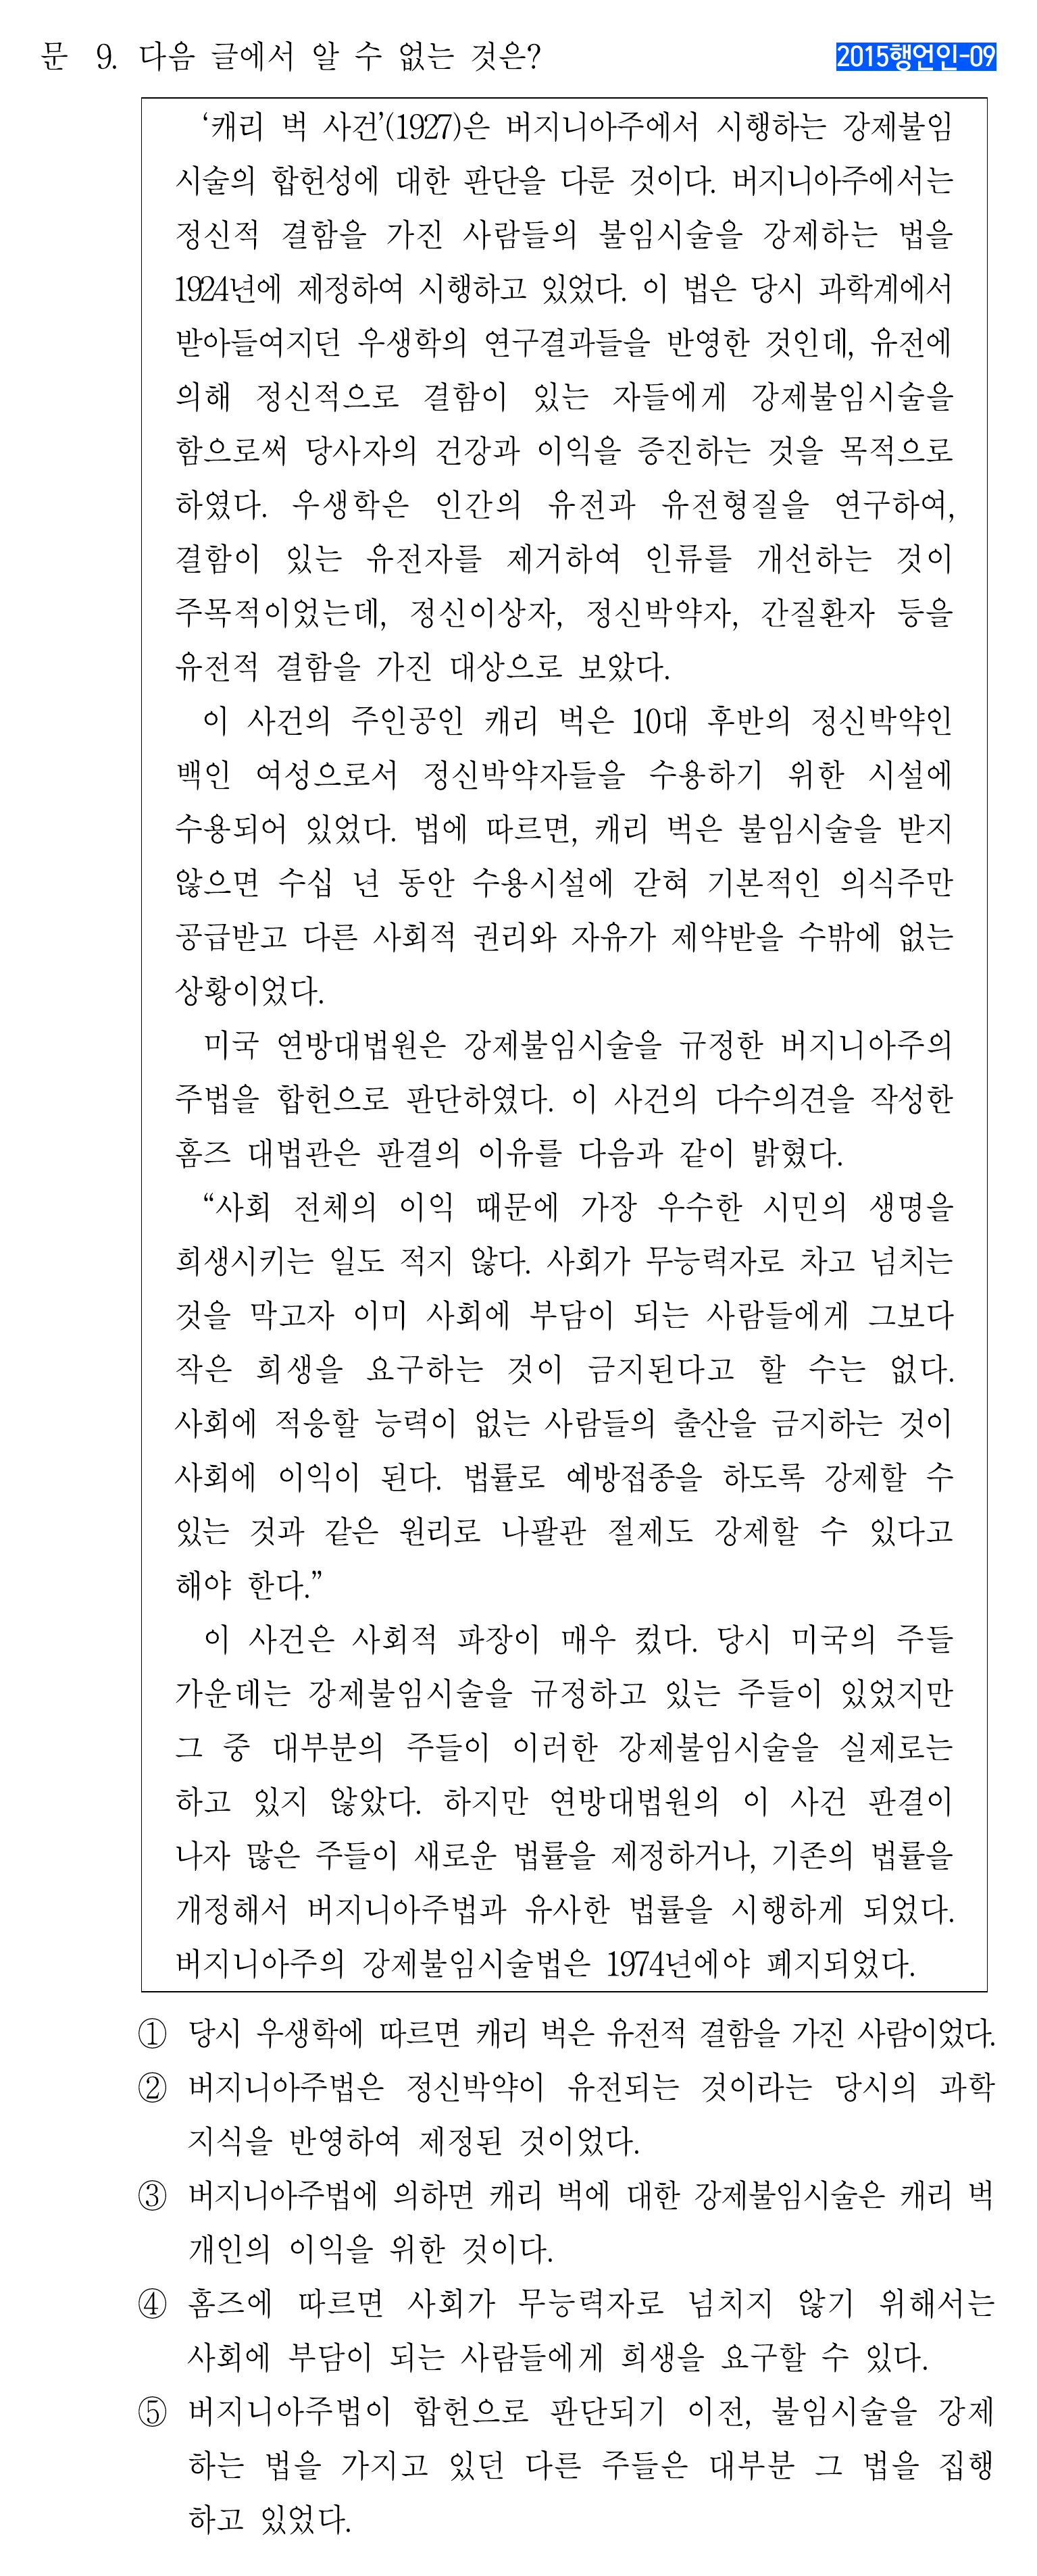 문 9. 다음 글에서 알 수 없는 것은?
2015행언인-09
‘캐리 벅 사건’(1927)은 버지니아주에서 시행하는 강제불임
시술의 합헌성에 대한 판단을 다룬 것이다. 버지니아주에서는
정신적 결함을 가진 사람들의 불임시술을 강제하는 법을
1924년에 제정하여 시행하고 있었다. 이 법은 당시 과학계에서
받아들여지던 우생학의 연구결과들을 반영한 것인데, 유전에
의해 정신적으로 결함이 있는 자들에게 강제불임시술을
함으로써 당사자의 건강과 이익을 증진하는 것을 목적으로
하였다. 우생학은 인간의 유전과 유전형질을 연구하여,
결함이 있는 유전자를 제거하여 인류를 개선하는 것이
주목적이었는데, 정신이상자, 정신박약자, 간질환자 등을
유전적 결함을 가진 대상으로 보았다.
이 사건의 주인공인 캐리 벅은 10대 후반의 정신박약인
백인 여성으로서 정신박약자들을 수용하기 위한 시설에
수용되어 있었다. 법에 따르면, 캐리 벅은 불임시술을 받지
않으면 수십 년 동안 수용시설에 갇혀 기본적인 의식주만
공급받고 다른 사회적 권리와 자유가 제약받을 수밖에 없는
상황이었다.
미국 연방대법원은 강제불임시술을 규정한 버지니아주의
주법을 합헌으로 판단하였다. 이 사건의 다수의견을 작성한
홈즈 대법관은 판결의 이유를 다음과 같이 밝혔다.
“사회 전체의 이익 때문에 가장 우수한 시민의 생명을
희생시키는 일도 적지 않다. 사회가 무능력자로 차고 넘치는
것을 막고자 이미 사회에 부담이 되는 사람들에게 그보다
작은 희생을 요구하는 것이 금지된다고 할 수는 없다.
사회에 적응할 능력이 없는 사람들의 출산을 금지하는 것이
사회에 이익이 된다. 법률로 예방접종을 하도록 강제할 수
있는 것과 같은 원리로 나팔관 절제도 강제할 수 있다고
해야 한다.”
이 사건은 사회적 파장이 매우 컸다. 당시 미국의 주들
가운데는 강제불임시술을 규정하고 있는 주들이 있었지만
그 중 대부분의 주들이 이러한 강제불임시술을 실제로는
하고 있지 않았다. 하지만 연방대법원의 이 사건 판결이
나자 많은 주들이 새로운 법률을 제정하거나, 기존의 법률을
개정해서 버지니아주법과 유사한 법률을 시행하게 되었다.
버지니아주의 강제불임시술법은 1974년에야 폐지되었다.
① 당시 우생학에 따르면 캐리 벅은 유전적 결함을 가진 사람이었다.
② 버지니아주법은 정신박약이 유전되는 것이라는 당시의 과학
지식을 반영하여 제정된 것이었다.
③ 버지니아주법에 의하면 캐리 벅에 대한 강제불임시술은 캐리 벅
개인의 이익을 위한 것이다.
④ 홈즈에 따르면 사회가 무능력자로 넘치지 않기 위해서는
사회에 부담이 되는 사람들에게 희생을 요구할 수 있다.
⑤ 버지니아주법이 합헌으로 판단되기 이전, 불임시술을 강제
하는 법을 가지고 있던 다른 주들은 대부분 그 법을 집행
하고 있었다.